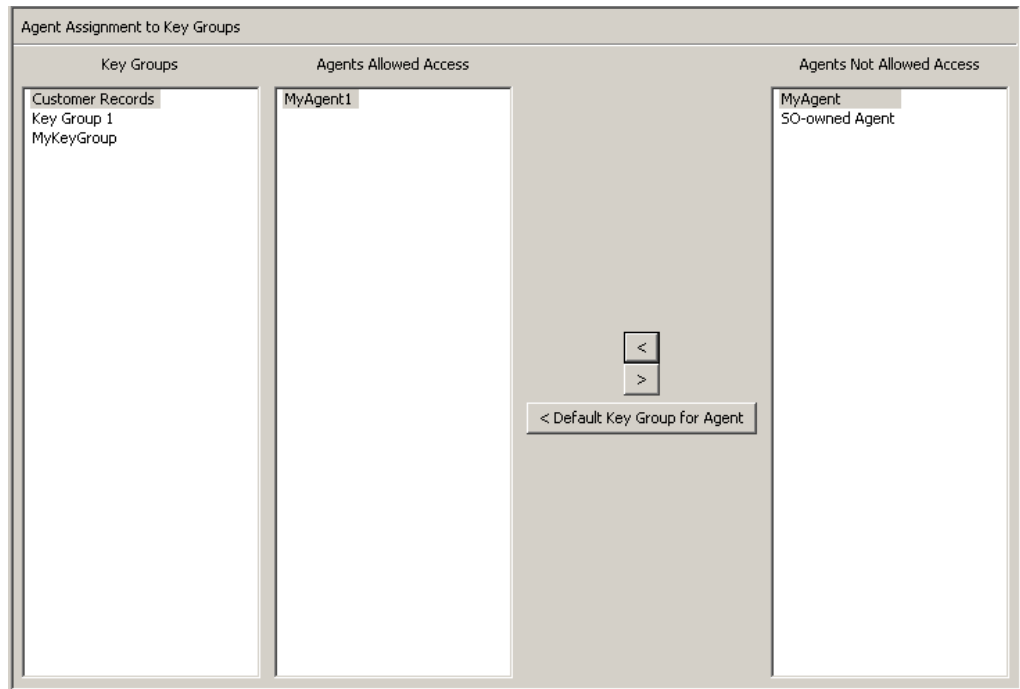 Agent Assignment to Key Groups
Key Groups
Agents Allowed Access
Agents Not Allowed Access
Customer Records
Key Group 1
MyKeyGroup
MyAgent1
MyAgent
SO-owned Agent
<
>
< Default Key Group for Agent